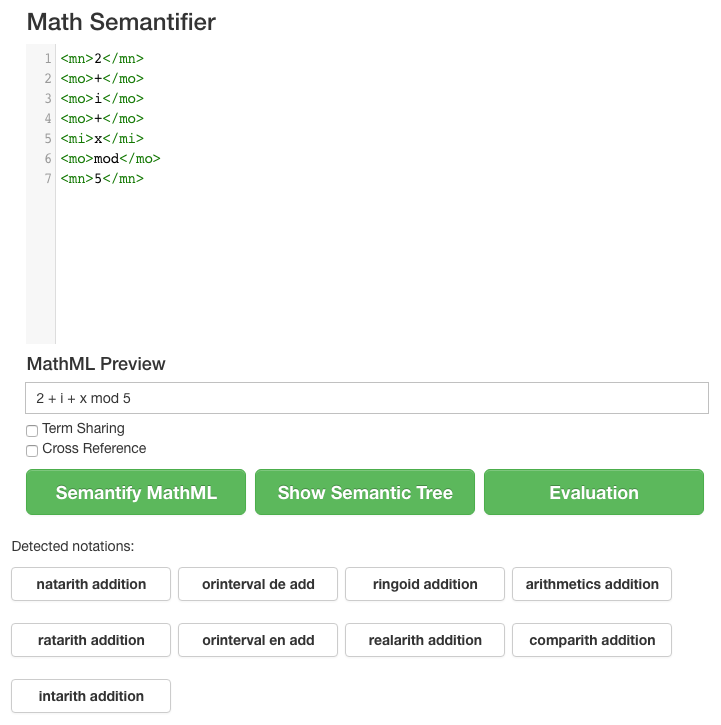 Math Semantifier
1 <mn>2</mn>
2 <mo>+</mo>
3 <mo>i</mo>
4 <mo>+</mo>
5 <mi>x</mi>
6 <mo>mod</mo>
7 <mn>5</mn>
MathML Preview
2 + i + x mod 5
Term Sharing
Cross Reference
Semantify MathML Show Semantic Tree Evaluation
Detected notations:
natarith addition orinterval de add ringoid addition arithmetics addition
ratarith addition orinterval en add realarith addition comparith addition
intarith addition